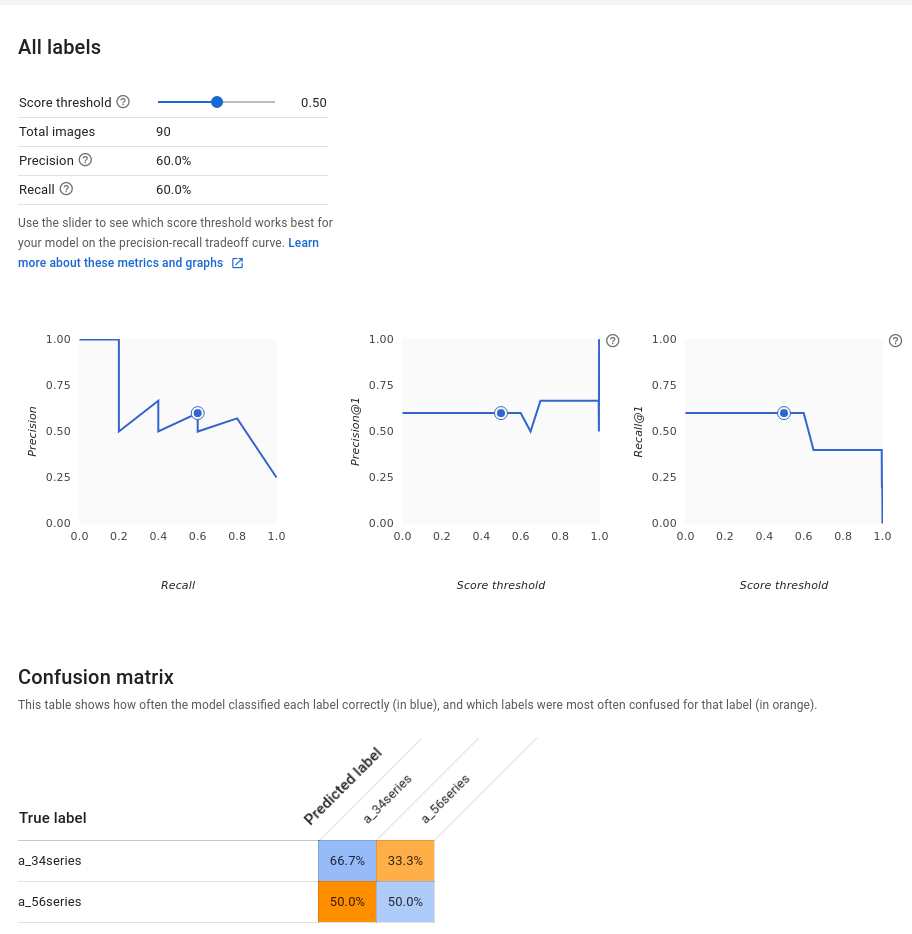 All labels
Score threshold ? 0.50
Total images 90
Precision ? 60.0%
Recall ? 60.0%
Use the slider to see which score threshold works best for
your model on the precision-recall tradeoff curve. Learn
more about these metrics and graphs
Precision
1.00
0.75
0.50
0.25
0.00
0.0 0.2 0.4 0.6 0.8 1.0
Recall
Precision@1
1.00
0.75
0.50
0.25
0.00
0.0 0.2 0.4 0.6 0.8 1.0
Score threshold
?
Recall@1
1.00
0.75
0.50
0.25
0.00
0.0 0.2 0.4 0.6 0.8 1.0
Score threshold
?
Confusion matrix
This table shows how often the model classified each label correctly (in blue), and which labels were most often confused for that label (in orange).
True label
Predicted label
a_34series
a_56series
a_34series 66.7% 33.3%
a_56series 50.0% 50.0%